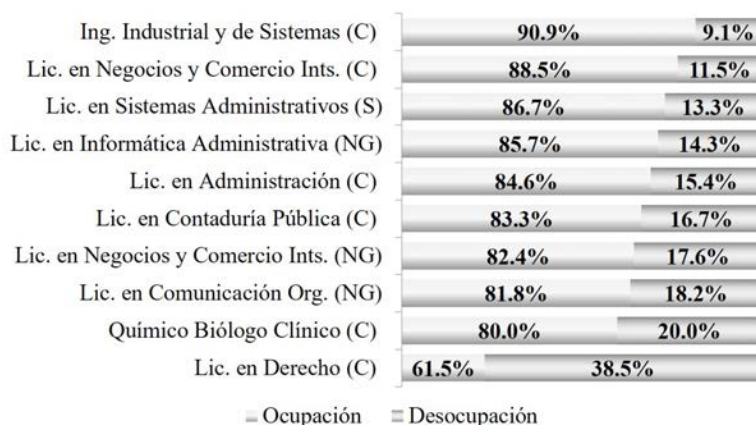 Ing. Industrial y de Sistemas (C) 90.9% 9.1%
Lic. en Negocios y Comercio Ints. (C) 88.5% 11.5%
Lic. en Sistemas Administrativos (S) 86.7% 13.3%
Lic. en Informática Administrativa (NG) 85.7% 14.3%
Lic. en Administración (C) 84.6% 15.4%
Lic. en Contaduría Pública (C) 83.3% 16.7%
Lic. en Negocios y Comercio Ints. (NG) 82.4% 17.6%
Lic. en Comunicación Org. (NG) 81.8% 18.2%
Químico Biólogo Clínico (C) 80.0% 20.0%
Lic. en Derecho (C) 61.5% 38.5%
Ocupación Desocupación